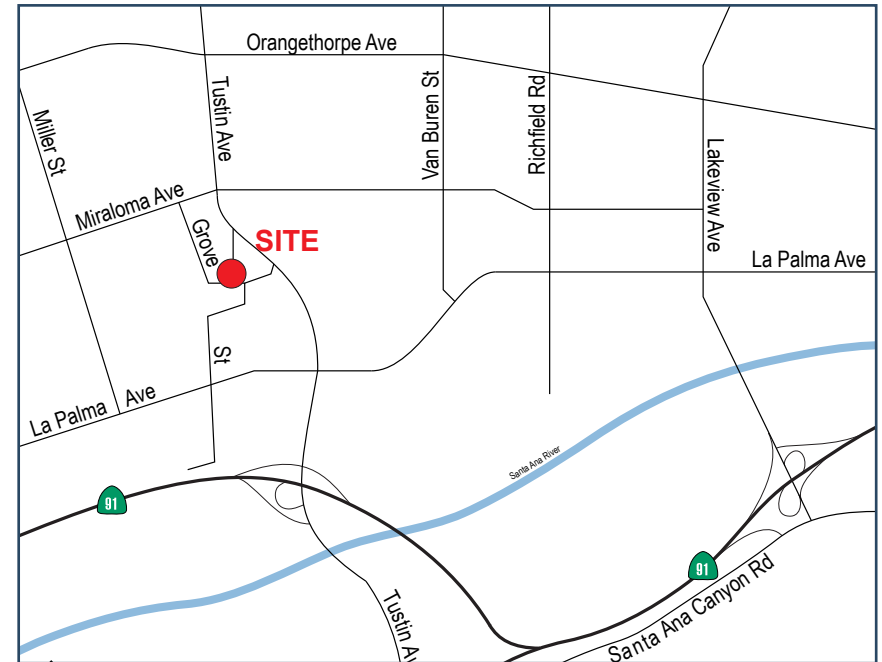 Orangethorpe Ave
Tustin Ave
Van Buren St
Richfield Rd
Miller St
Lakeview Ave
Miraloma Ave
Grove
SITE
La Palma Ave
St
La Palma Ave
Santa Ana River
91
91
Santa Ana Canyon Rd
Tustin Av